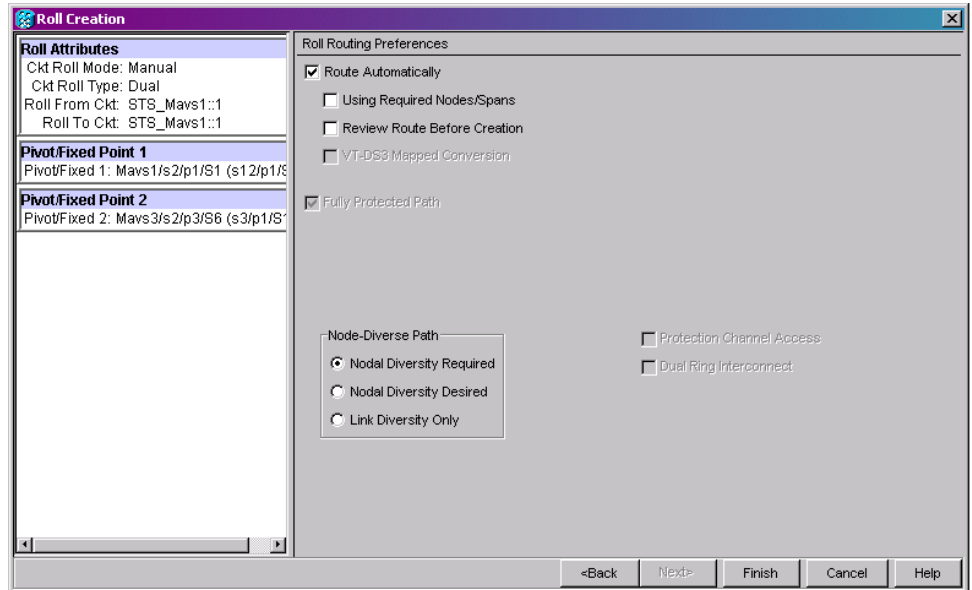 Roll Creation
Roll Attributes
Ckt Roll Mode: Manual
Ckt Roll Type: Dual
Roll From Ckt: STS_Mavs1::1
Roll To Ckt: STS_Mavs1::1
Pivot/Fixed Point 1
Pivot/Fixed 1: Mavs1/s2/p1/S1 (s12/p1/S
Pivot/Fixed Point 2
Pivot/Fixed 2: Mavs3/s2/p3/S6 (s3/p1/S1
Roll Routing Preferences
Route Automatically
Using Required Nodes/Spans
Review Route Before Creation
VT-DS3 Mapped Conversion
Fully Protected Path
Node-Diverse Path
Nodal Diversity Required
Nodal Diversity Desired
Link Diversity Only
Protection Channel Access
Dual Ring Interconnect
<Back
Next>
Finish
Cancel
Help